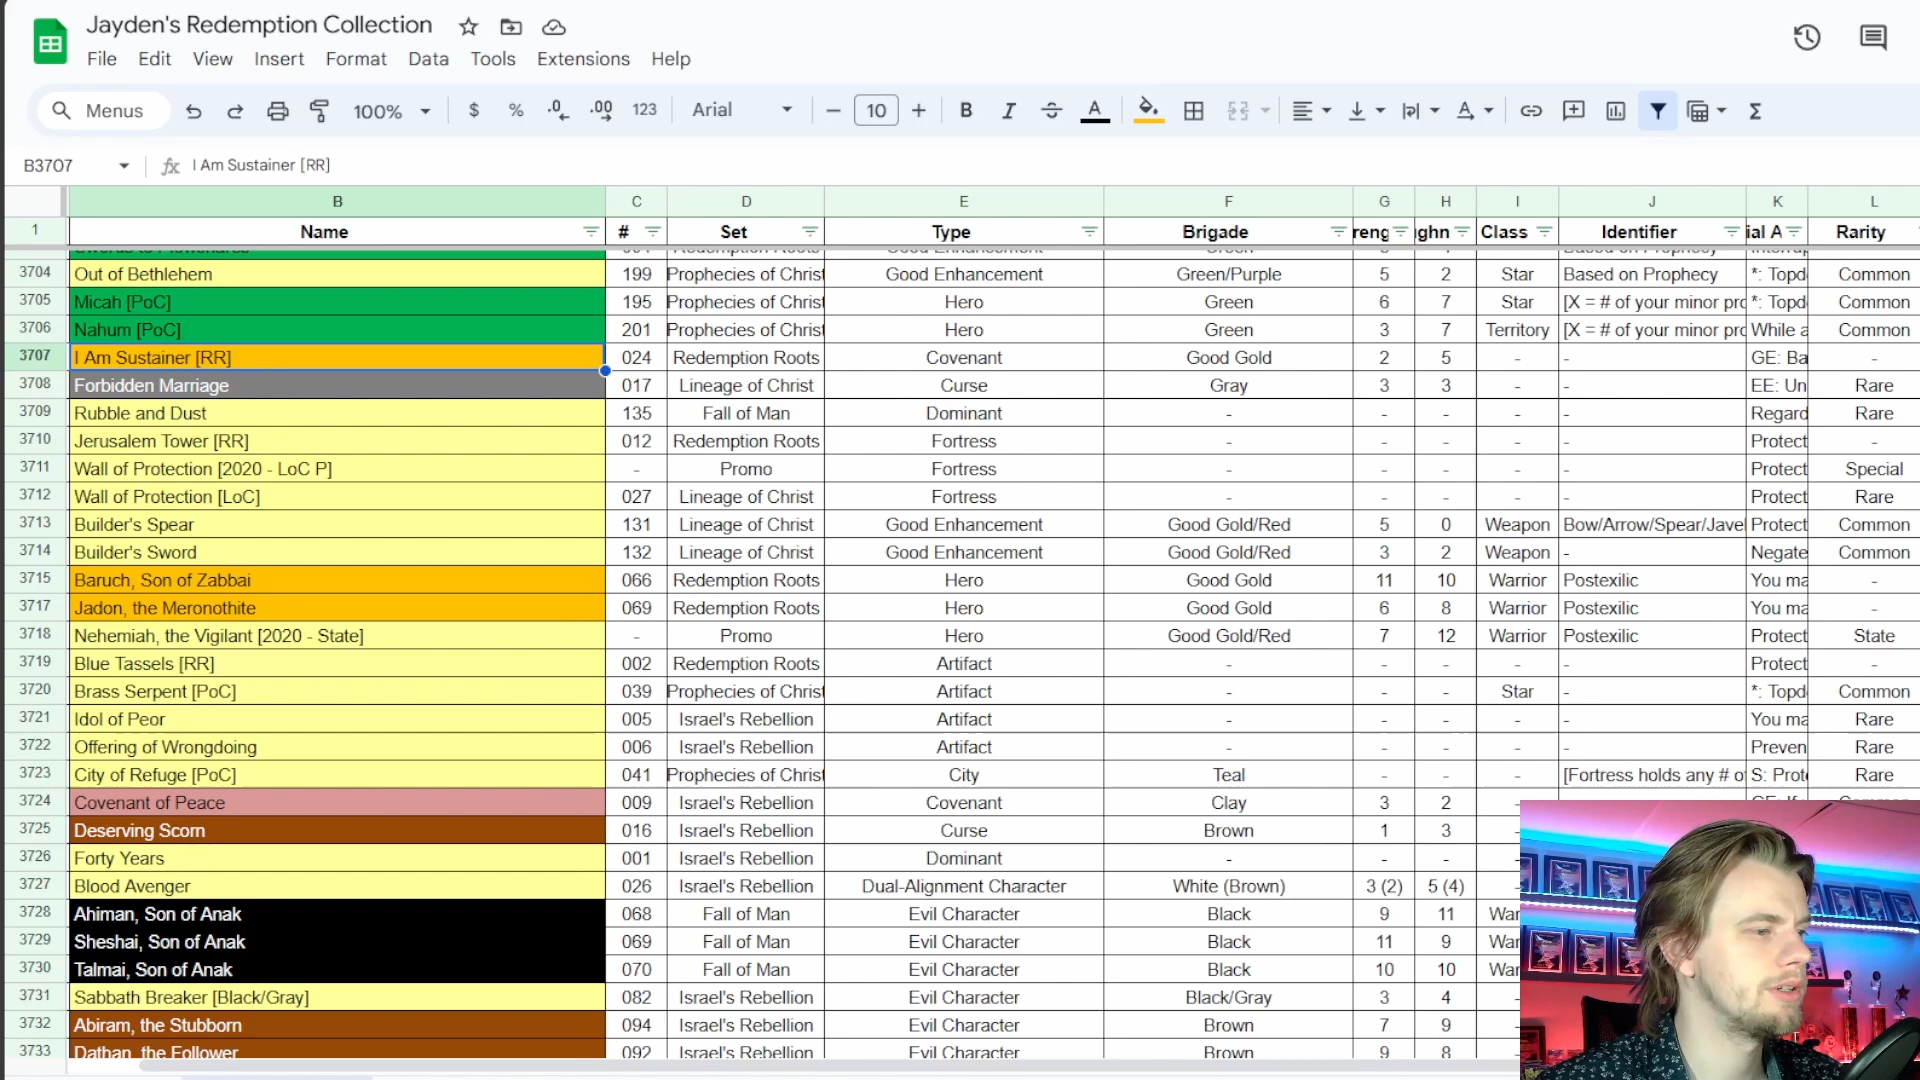 Jayden's Redemption Collection
File Edit View Insert Format Data Tools Extensions Help
Menus 100% $ % .0 .00 123 Arial 10 B I A
B3707 fx I Am Sustainer [RR]
B C D E F G H I J K L
1 Name # Set Type Brigade reng ghn Class Identifier ial A Rarity
3704 Out of Bethlehem 199 Prophecies of Christ Good Enhancement Green/Purple 5 2 Star Based on Prophecy *: Topd Common
3705 Micah [PoC] 195 Prophecies of Christ Hero Green 6 7 Star [X = # of your minor pro *: Topd Common
3706 Nahum [PoC] 201 Prophecies of Christ Hero Green 3 7 Territory [X = # of your minor pro While a Common
3707 I Am Sustainer [RR] 024 Redemption Roots Covenant Good Gold 2 5 - - GE: Ba -
3708 Forbidden Marriage 017 Lineage of Christ Curse Gray 3 3 - - EE: Un Rare
3709 Rubble and Dust 135 Fall of Man Dominant - - - - - Regard Rare
3710 Jerusalem Tower [RR] 012 Redemption Roots Fortress - - - - - Protect -
3711 Wall of Protection [2020 - LoC P] - Promo Fortress - - - - - Protect Special
3712 Wall of Protection [LoC] 027 Lineage of Christ Fortress - - - - - Protect Rare
3713 Builder's Spear 131 Lineage of Christ Good Enhancement Good Gold/Red 5 0 Weapon Bow/Arrow/Spear/Javel Protect Common
3714 Builder's Sword 132 Lineage of Christ Good Enhancement Good Gold/Red 3 2 Weapon - Negate Common
3715 Baruch, Son of Zabbai 066 Redemption Roots Hero Good Gold 11 10 Warrior Postexilic You ma -
3717 Jadon, the Meronothite 069 Redemption Roots Hero Good Gold 6 8 Warrior Postexilic You ma -
3718 Nehemiah, the Vigilant [2020 - State] - Promo Hero Good Gold/Red 7 12 Warrior Postexilic Protect State
3719 Blue Tassels [RR] 002 Redemption Roots Artifact - - - - - Protect -
3720 Brass Serpent [PoC] 039 Prophecies of Christ Artifact - - - Star - *: Topd Common
3721 Idol of Peor 005 Israel's Rebellion Artifact - - - - - You ma Rare
3722 Offering of Wrongdoing 006 Israel's Rebellion Artifact - - - - - Preven Rare
3723 City of Refuge [PoC] 041 Prophecies of Christ City Teal - - - [Fortress holds any # of S: Prot Rare
3724 Covenant of Peace 009 Israel's Rebellion Covenant Clay 3 2 -
3725 Deserving Scorn 016 Israel's Rebellion Curse Brown 1 3 -
3726 Forty Years 001 Israel's Rebellion Dominant - - - -
3727 Blood Avenger 026 Israel's Rebellion Dual-Alignment Character White (Brown) 3 (2) 5 (4) -
3728 Ahiman, Son of Anak 068 Fall of Man Evil Character Black 9 11 War
3729 Sheshai, Son of Anak 069 Fall of Man Evil Character Black 11 9 War
3730 Talmai, Son of Anak 070 Fall of Man Evil Character Black 10 10 War
3731 Sabbath Breaker [Black/Gray] 082 Israel's Rebellion Evil Character Black/Gray 3 4 -
3732 Abiram, the Stubborn 094 Israel's Rebellion Evil Character Brown 7 9 -
3733 Dathan, the Follower 092 Israel's Rebellion Evil Character Brown 9 8